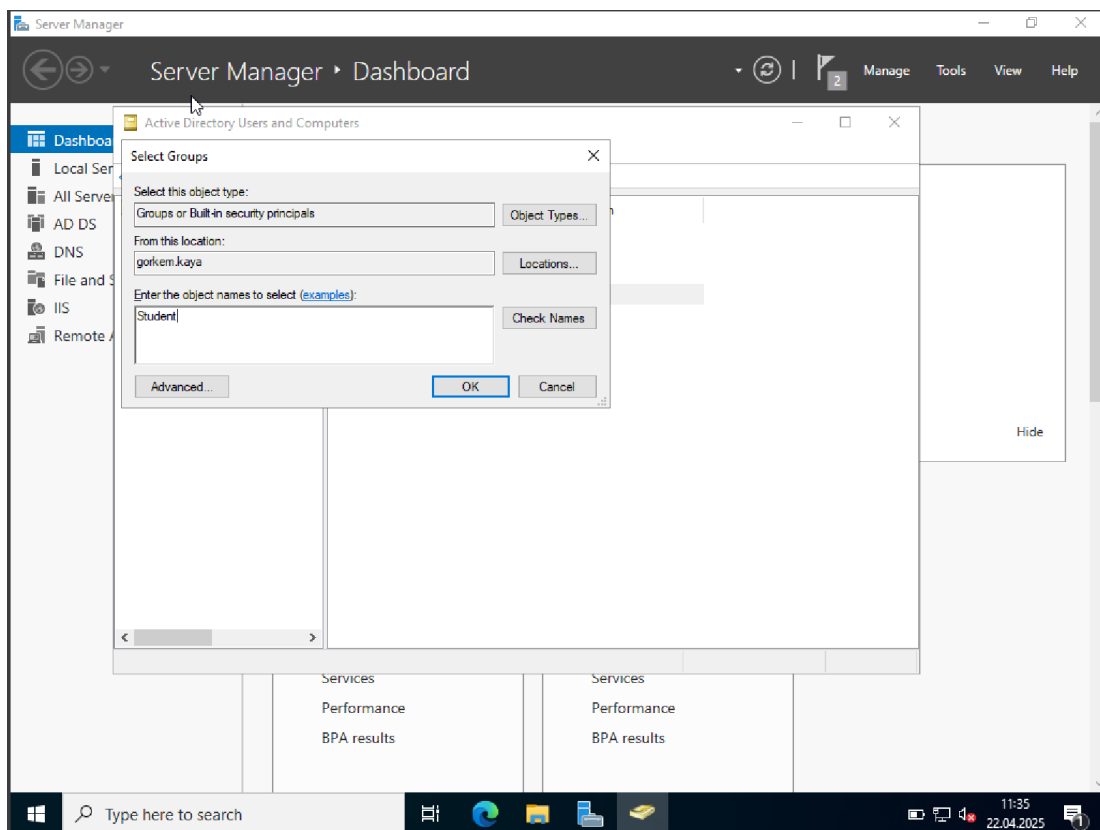 Server Manager
Server Manager • Dashboard
2
Manage Tools View Help
Active Directory Users and Computers
Select Groups
Select this object type:
Groups or Built-in security principals
Object Types...
From this location:
gorkem.kaya
Locations...
Enter the object names to select (examples):
Student
Check Names
Advanced...
OK
Cancel
Dashboa
Local Ser
All Server
AD DS
DNS
File and S
IIS
Remote A
Hide
Services
Performance
BPA results
Services
Performance
BPA results
Type here to search
11:35
22.04.2025
1